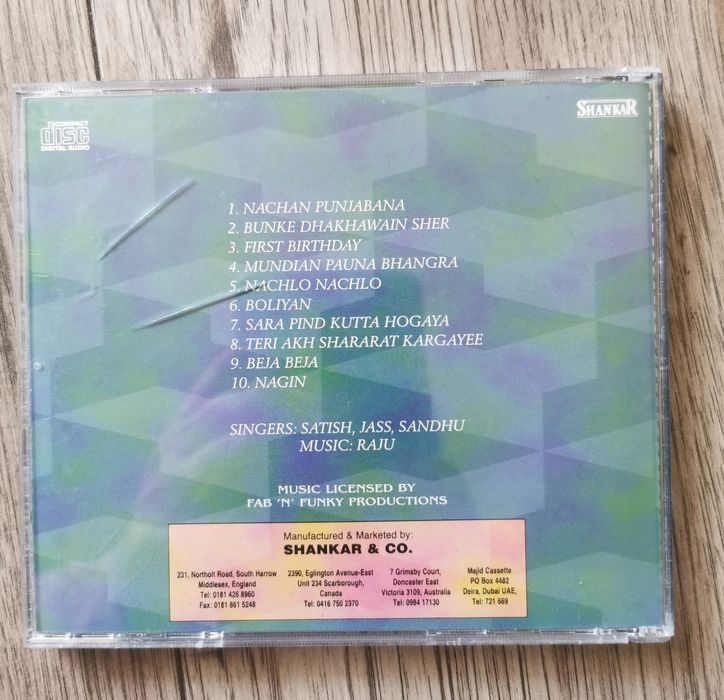 COMPACT
disc
DIGITAL AUDIO
SHANKAR
1. NACHAN PUNJABANA
2. BUNKE DHAKHAWAIN SHER
3. FIRST BIRTHDAY
4. MUNDIAN PAUNA BHANGRA
5. NACHLO NACHLO
6. BOLIYAN
7. SARA PIND KUTTA HOGAYA
8. TERI AKH SHARARAT KARGAYEE
9. BEJA BEJA
10. NAGIN
SINGERS: SATISH, JASS, SANDHU
MUSIC: RAJU
MUSIC LICENSED BY
FAB 'N' FUNKY PRODUCTIONS
Manufactured & Marketed by:
SHANKAR & CO.
231, Northolt Road, South Harrow
Middlesex, England
Tel: 0181 426 8960
Fax: 0181 861 5248
2390, Eglington Avenue-East
Unit 234 Scarborough,
Canada
Tel: 0416 750 2370
7 Grimsby Court,
Doncaster East
Victoria 3109, Australia
Tel: 0984 17130
Majid Cassette
PO Box 4482
Deira, Dubai UAE,
Tel: 721 669